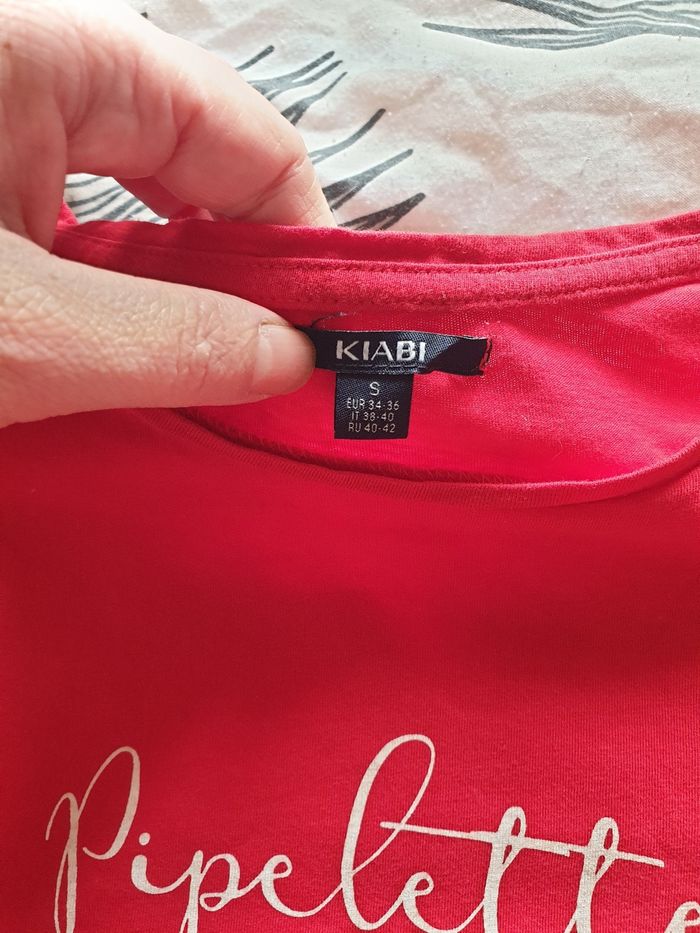 KIABI
S
EUR 34-36
IT 38-40
RU 40-42
Pipelette